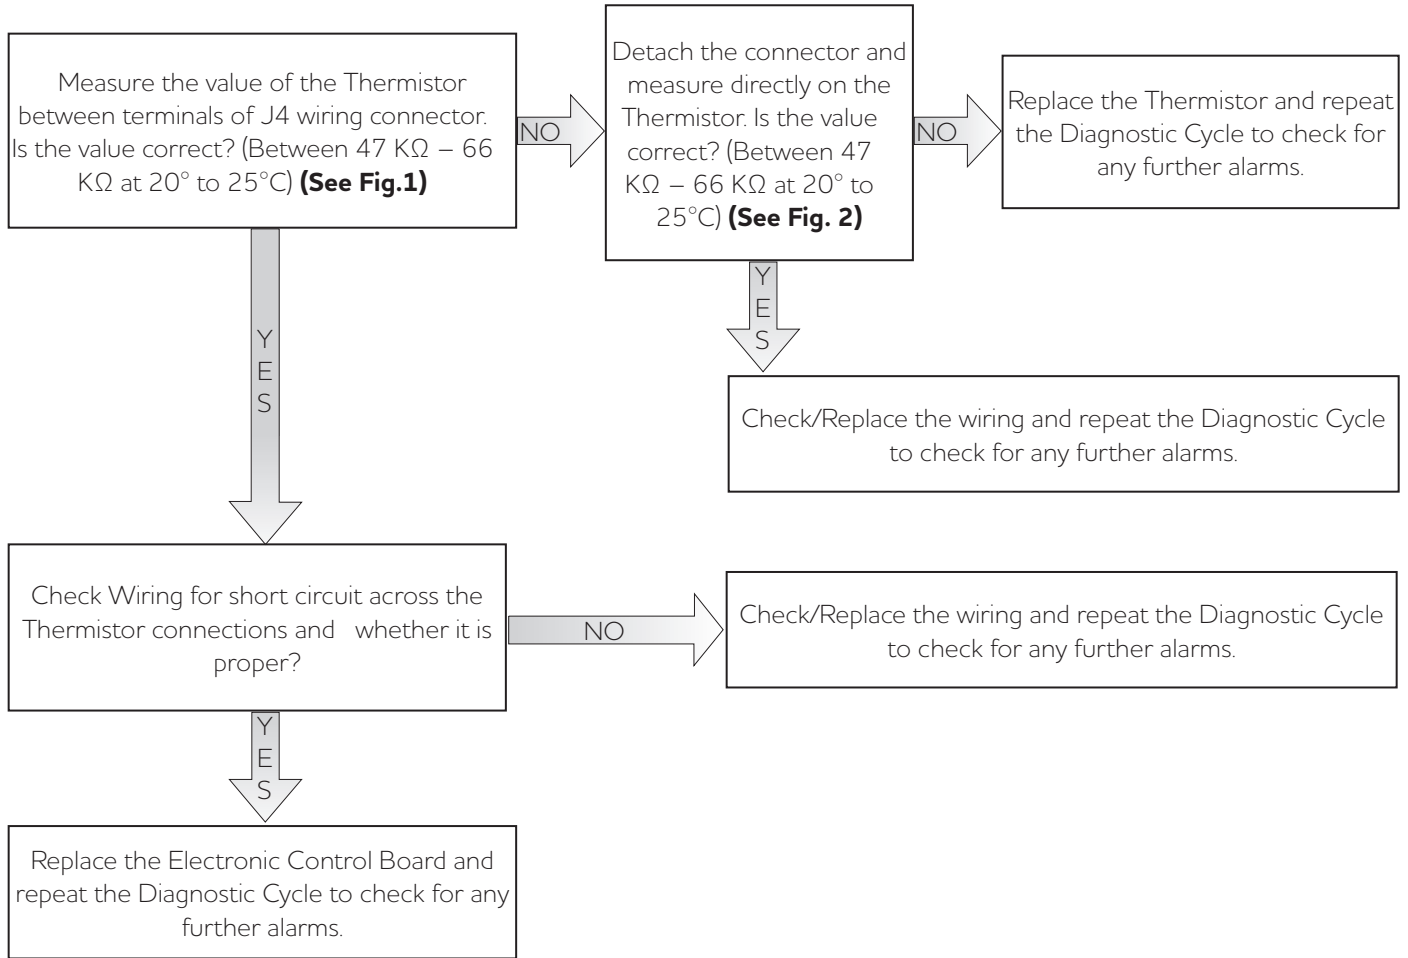 Measure the value of the Thermistor
between terminals of J4 wiring connector.
Is the value correct? (Between 47 KΩ – 66
KΩ at 20° to 25°C) (See Fig.1)
NO
Detach the connector and
measure directly on the
Thermistor. Is the value
correct? (Between 47
KΩ – 66 KΩ at 20° to
25°C) (See Fig. 2)
NO
Replace the Thermistor and repeat
the Diagnostic Cycle to check for
any further alarms.
Y
E
S
Check/Replace the wiring and repeat the Diagnostic Cycle
to check for any further alarms.
Y
E
S
Check Wiring for short circuit across the
Thermistor connections and   whether it is
proper?
NO
Check/Replace the wiring and repeat the Diagnostic Cycle
to check for any further alarms.
Y
E
S
Replace the Electronic Control Board and
repeat the Diagnostic Cycle to check for any
further alarms.